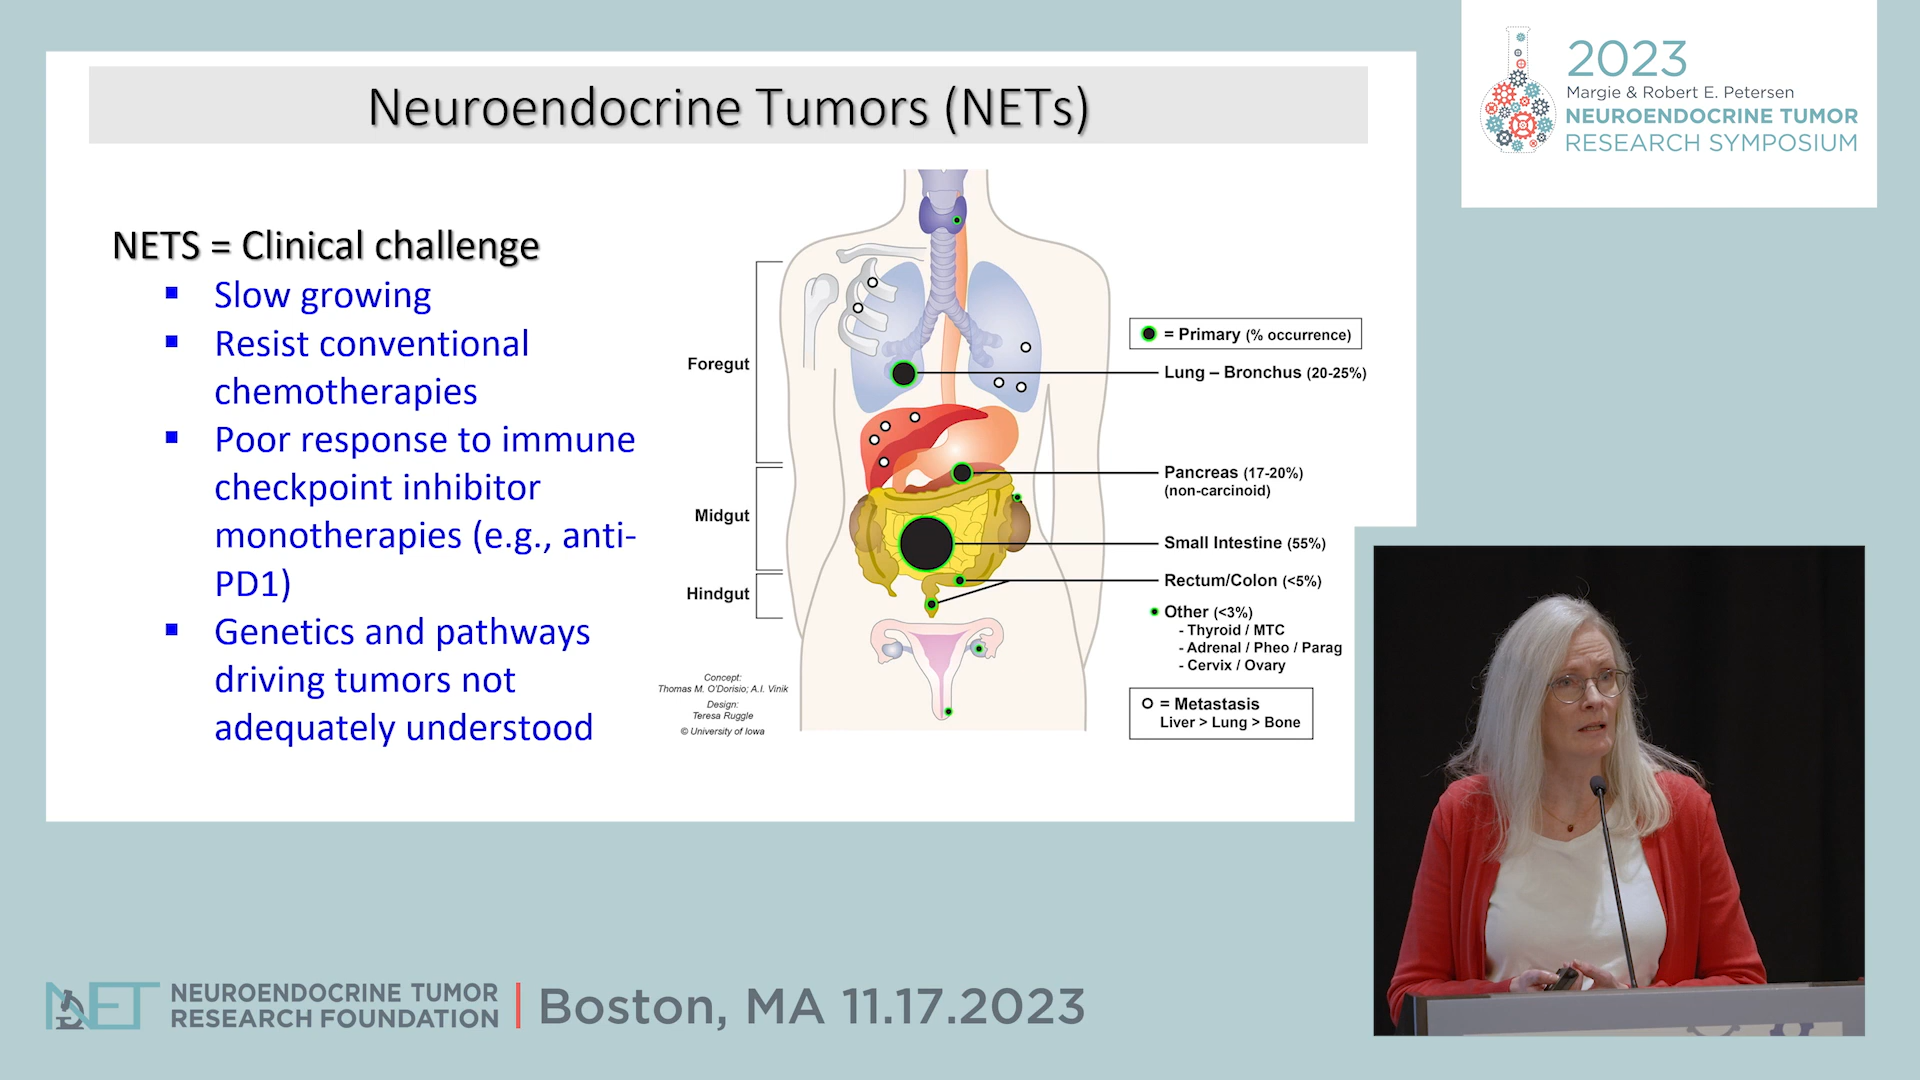 2023
Margie & Robert E. Petersen
NEUROENDOCRINE TUMOR
RESEARCH SYMPOSIUM
Neuroendocrine Tumors (NETs)
NETS = Clinical challenge
▪ Slow growing
▪ Resist conventional
chemotherapies
▪ Poor response to immune
checkpoint inhibitor
monotherapies (e.g., anti-
PD1)
▪ Genetics and pathways
driving tumors not
adequately understood
Foregut
Midgut
Hindgut
Concept:
Thomas M. O'Dorisio; A.I. Vinik
Design:
Teresa Ruggle
© University of Iowa
= Primary (% occurrence)
Lung – Bronchus (20-25%)
Pancreas (17-20%)
(non-carcinoid)
Small Intestine (55%)
Rectum/Colon (<5%)
Other (<3%)
- Thyroid / MTC
- Adrenal / Pheo / Parag
- Cervix / Ovary
= Metastasis
Liver > Lung > Bone
NET
NEUROENDOCRINE TUMOR
RESEARCH FOUNDATION
Boston, MA 11.17.2023